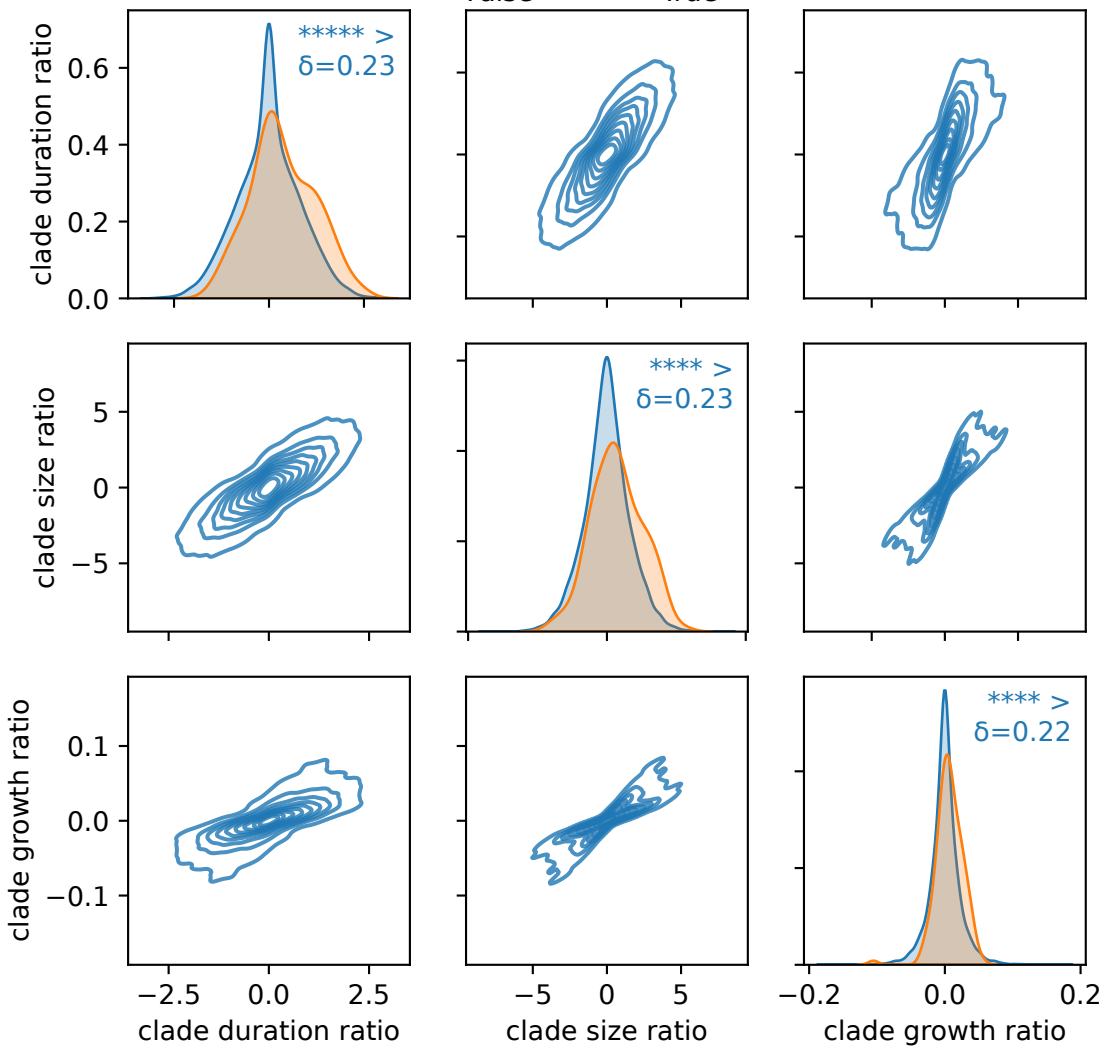 ***** >
δ=0.23
clade duration ratio
0.6
0.4
0.2
0.0
**** >
δ=0.23
clade size ratio
5
0
−5
**** >
δ=0.22
clade growth ratio
0.1
0.0
−0.1
−2.5 0.0 2.5
−5 0 5
−0.2 0.0 0.2
clade duration ratio
clade size ratio
clade growth ratio